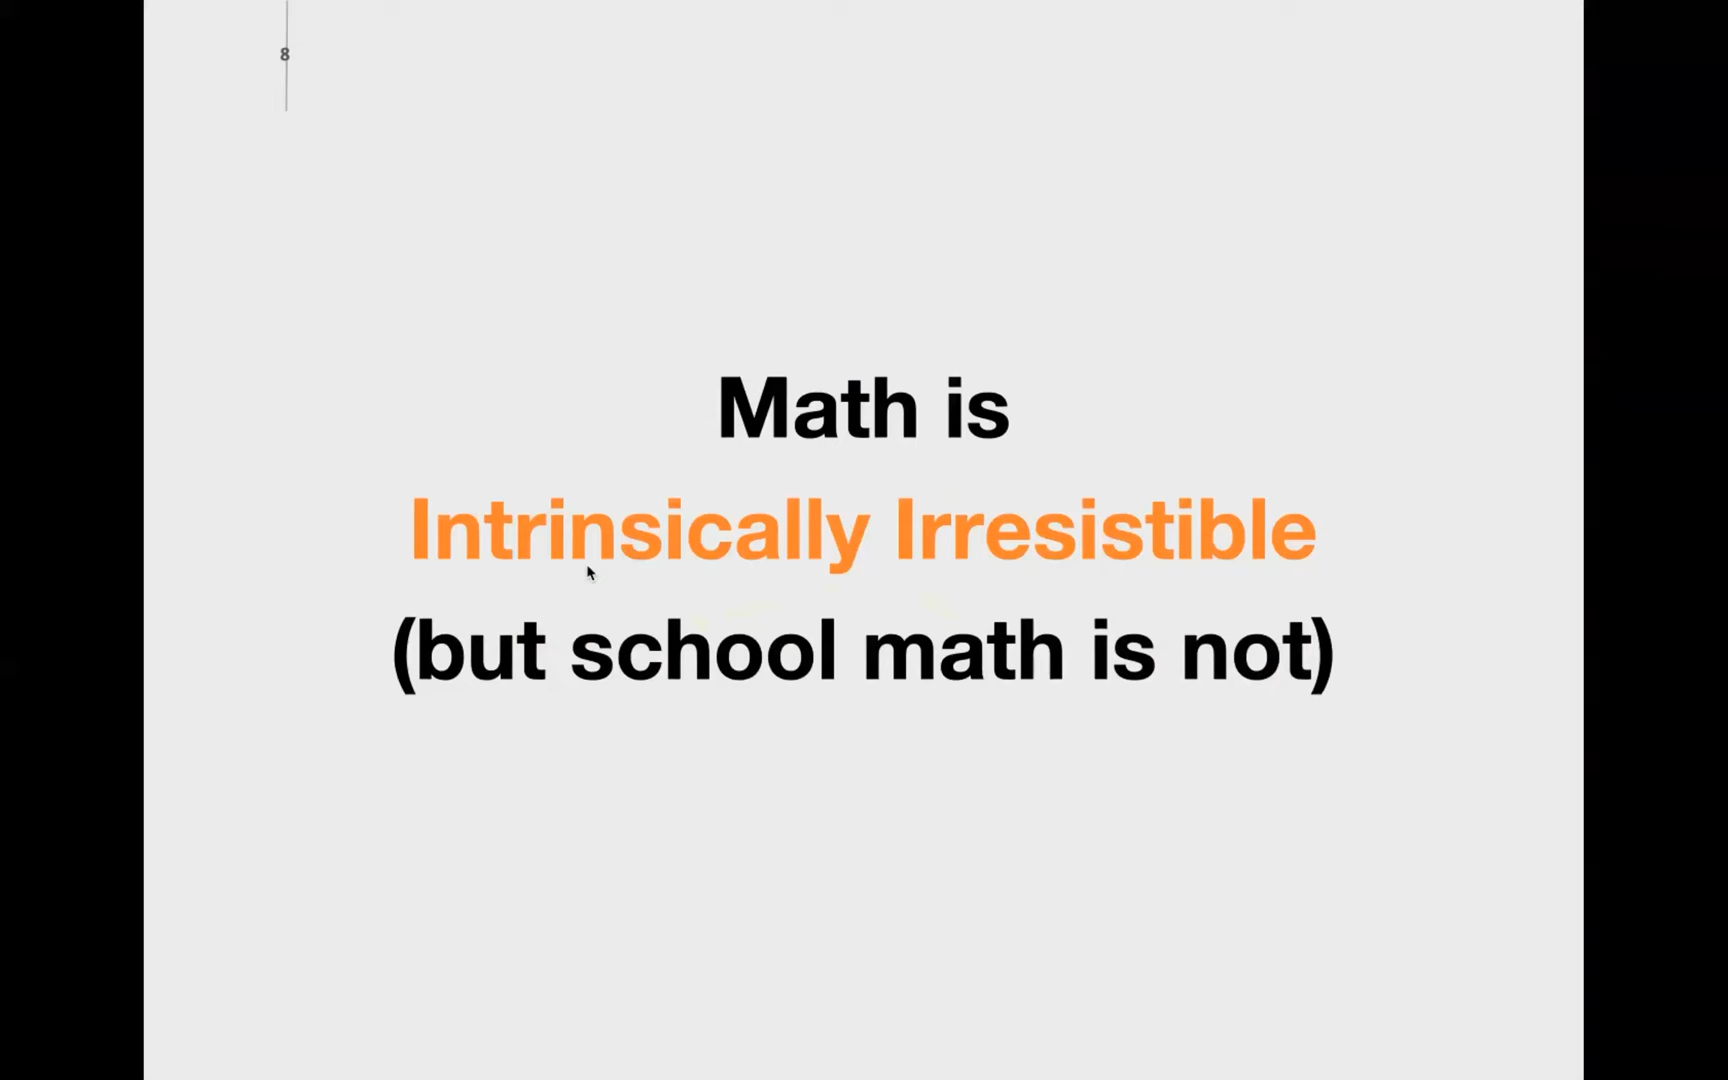 8
Math is
Intrinsically Irresistible
(but school math is not)